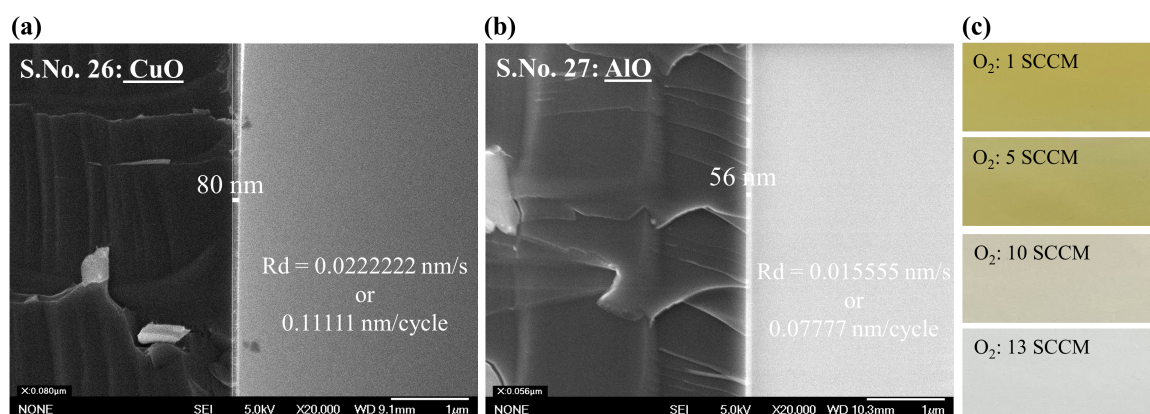 (a)
S.No. 26: CuO
80 nm
Rd = 0.0222222 nm/s
or
0.11111 nm/cycle
X:0.080μm
NONE SEI 5.0kV X20,000 WD 9.1mm 1μm
(b)
S.No. 27: AlO
56 nm
Rd = 0.015555 nm/s
or
0.07777 nm/cycle
X:0.056μm
NONE SEI 5.0kV X20,000 WD 10.3mm 1μm
(c)
O₂: 1 SCCM
O₂: 5 SCCM
O₂: 10 SCCM
O₂: 13 SCCM